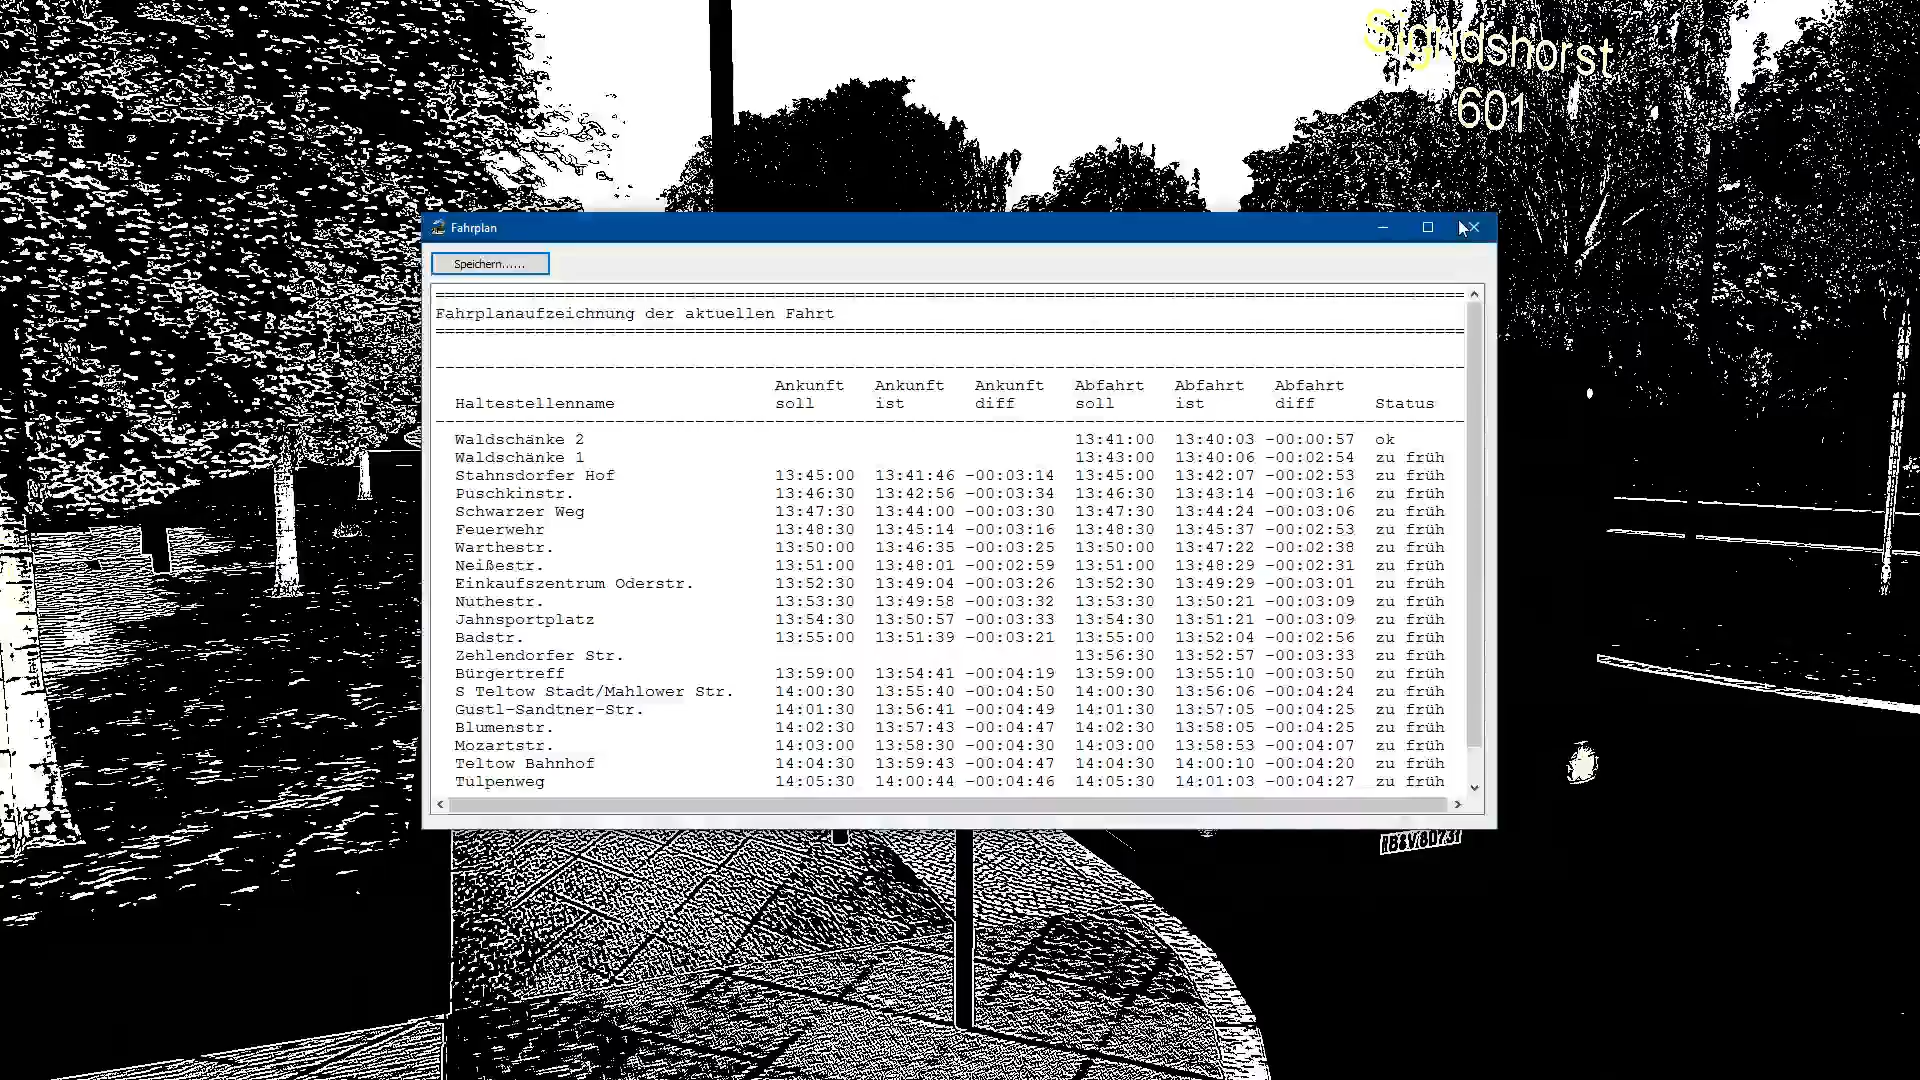 Sigridshorst
601
Fahrplan
Speichern......
Fahrplanaufzeichnung der aktuellen Fahrt
Ankunft Ankunft Ankunft Abfahrt Abfahrt Abfahrt
Haltestellenname soll ist diff soll ist diff Status
Waldschänke 2 13:41:00 13:40:03 -00:00:57 ok
Waldschänke 1 13:43:00 13:40:06 -00:02:54 zu früh
Stahnsdorfer Hof 13:45:00 13:41:46 -00:03:14 13:45:00 13:42:07 -00:02:53 zu früh
Puschkinstr. 13:46:30 13:42:56 -00:03:34 13:46:30 13:43:14 -00:03:16 zu früh
Schwarzer Weg 13:47:30 13:44:00 -00:03:30 13:47:30 13:44:24 -00:03:06 zu früh
Feuerwehr 13:48:30 13:45:14 -00:03:16 13:48:30 13:45:37 -00:02:53 zu früh
Warthestr. 13:50:00 13:46:35 -00:03:25 13:50:00 13:47:22 -00:02:38 zu früh
Neißestr. 13:51:00 13:48:01 -00:02:59 13:51:00 13:48:29 -00:02:31 zu früh
Einkaufszentrum Oderstr. 13:52:30 13:49:04 -00:03:26 13:52:30 13:49:29 -00:03:01 zu früh
Nuthestr. 13:53:30 13:49:58 -00:03:32 13:53:30 13:50:21 -00:03:09 zu früh
Jahnsportplatz 13:54:30 13:50:57 -00:03:33 13:54:30 13:51:21 -00:03:09 zu früh
Badstr. 13:55:00 13:51:39 -00:03:21 13:55:00 13:52:04 -00:02:56 zu früh
Zehlendorfer Str. 13:56:30 13:52:57 -00:03:33 zu früh
Bürgertreff 13:59:00 13:54:41 -00:04:19 13:59:00 13:55:10 -00:03:50 zu früh
S Teltow Stadt/Mahlower Str. 14:00:30 13:55:40 -00:04:50 14:00:30 13:56:06 -00:04:24 zu früh
Gustl-Sandtner-Str. 14:01:30 13:56:41 -00:04:49 14:01:30 13:57:05 -00:04:25 zu früh
Blumenstr. 14:02:30 13:57:43 -00:04:47 14:02:30 13:58:05 -00:04:25 zu früh
Mozartstr. 14:03:00 13:58:30 -00:04:30 14:03:00 13:58:53 -00:04:07 zu früh
Teltow Bahnhof 14:04:30 13:59:43 -00:04:47 14:04:30 14:00:10 -00:04:20 zu früh
Tulpenweg 14:05:30 14:00:44 -00:04:46 14:05:30 14:01:03 -00:04:27 zu früh